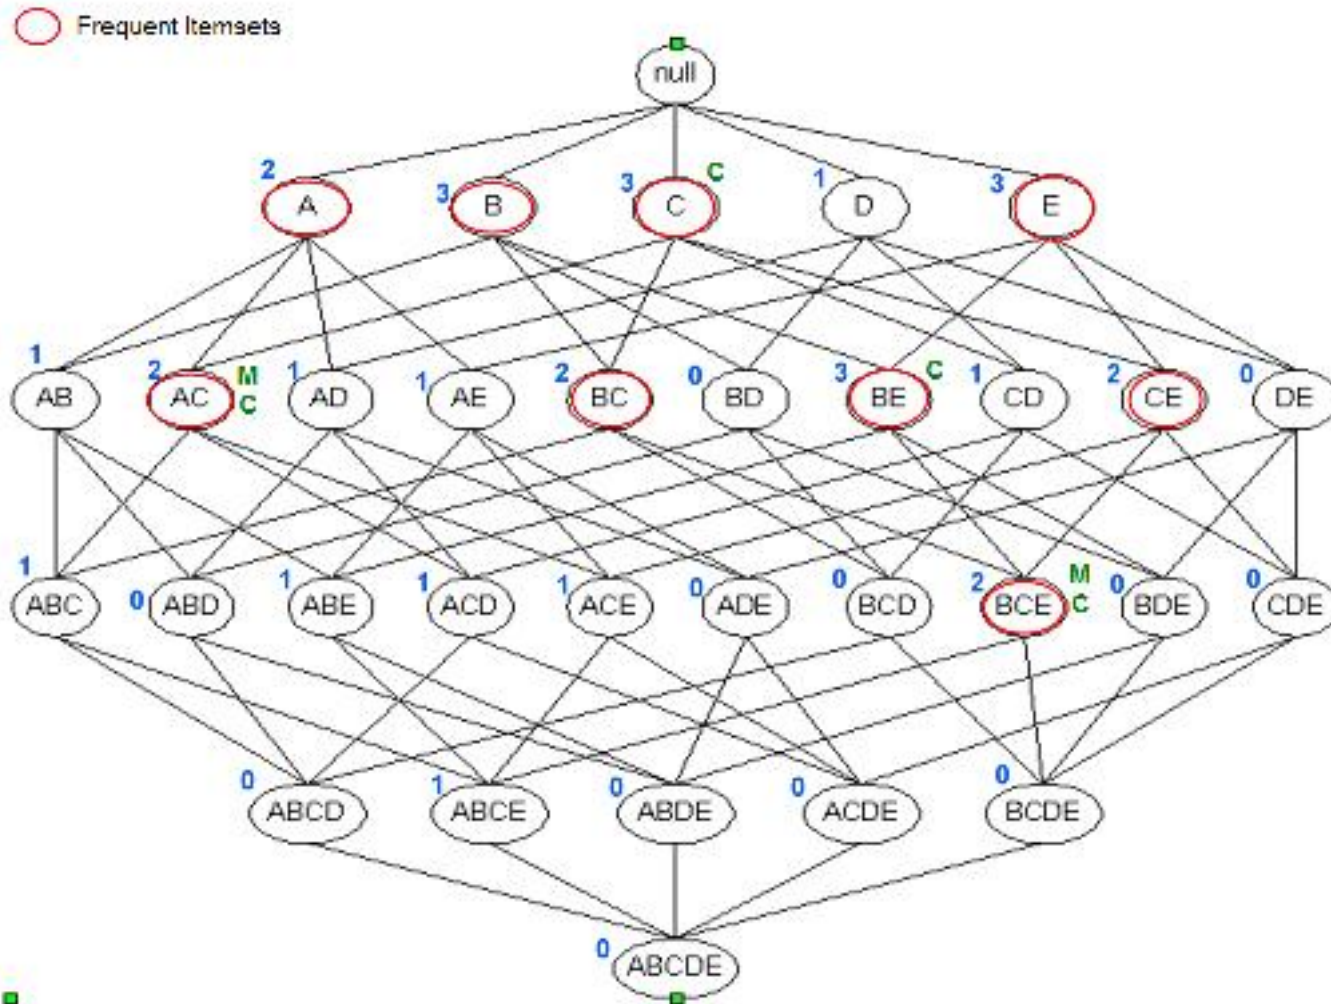 Frequent Itemsets
null
2 A 3 B 3 C C 1 D 3 E
1 AB 2 AC M C 1 AD 1 AE 2 BC 0 BD 3 BE C 1 CD 2 CE 0 DE
1 ABC 0 ABD 1 ABE 1 ACD 1 ACE 0 ADE 0 BCD 2 BCE M C 0 BDE 0 CDE
0 ABCD 1 ABCE 0 ABDE 0 ACDE 0 BCDE
0 ABCDE